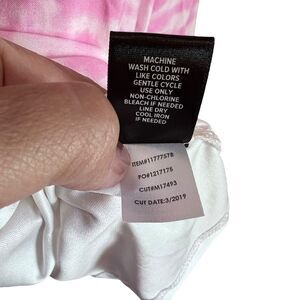 MACHINE
WASH COLD WITH
LIKE COLORS
GENTLE CYCLE
USE ONLY
NON-CHLORINE
BLEACH IF NEEDED
LINE DRY
COOL IRON
IF NEEDED
ITEM#11777578
PO#1217175
CUT#M17493
CUT DATE:3/2019